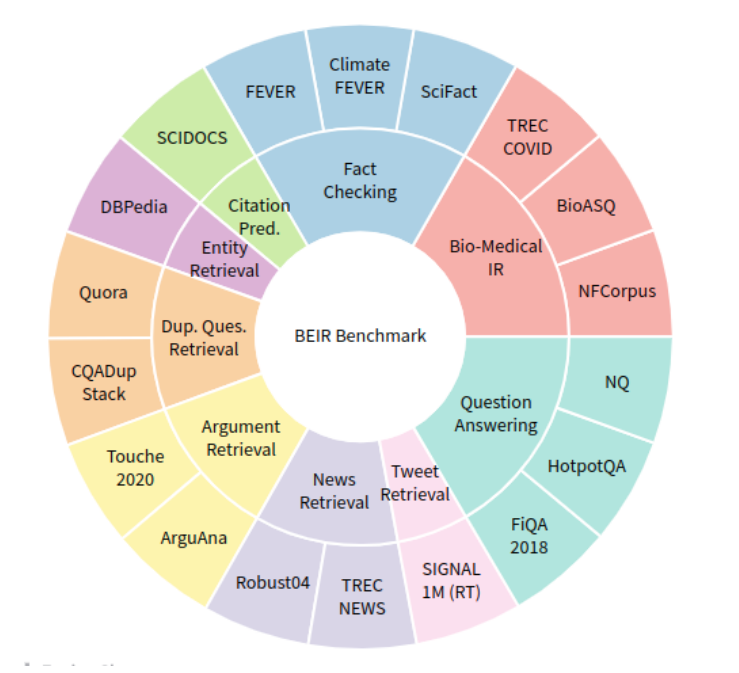 Climate
FEVER
FEVER
SciFact
TREC
COVID
SCIDOCS
Fact
Checking
BioASQ
DBPedia
Citation
Pred.
Bio-Medical
IR
Entity
Retrieval
NFCorpus
Quora
Dup. Ques.
Retrieval
BEIR Benchmark
CQADup
Stack
NQ
Question
Answering
Argument
Retrieval
Touche
2020
HotpotQA
News
Retrieval
Tweet
Retrieval
ArguAna
FiQA
2018
Robust04
TREC
NEWS
SIGNAL
1M (RT)